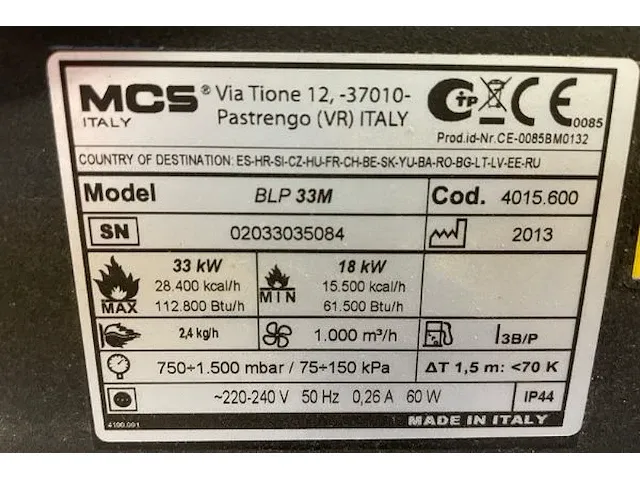 MCS® Via Tione 12, -37010-
ITALY Pastrengo (VR) ITALY
CE 0085
Prod.id-Nr.CE-0085BM0132
COUNTRY OF DESTINATION: ES-HR-SI-CZ-HU-FR-CH-BE-SK-YU-BA-RO-BG-LT-LV-EE-RU
Model BLP 33M Cod. 4015.600
SN 02033035084 2013
33 kW 18 kW
28.400 kcal/h 15.500 kcal/h
MAX 112.800 Btu/h MIN 61.500 Btu/h
2,4 kg/h 1.000 m³/h I3B/P
750÷1.500 mbar / 75÷150 kPa ΔT 1,5 m: <70 K
~220-240 V 50 Hz 0,26 A 60 W IP44
4100.001 MADE IN ITALY